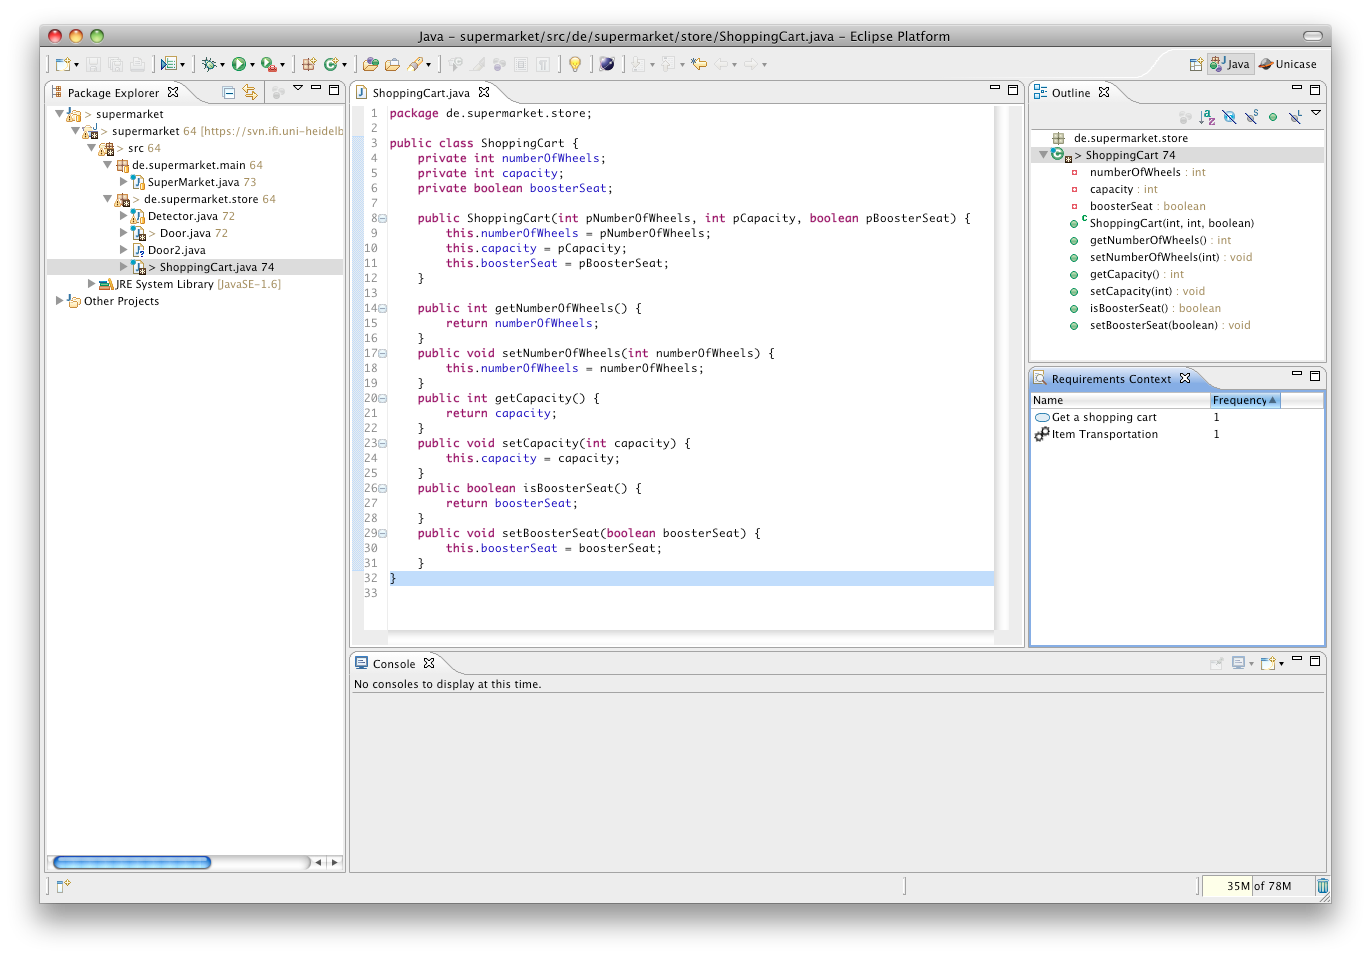 Java – supermarket/src/de/supermarket/store/ShoppingCart.java – Eclipse Platform
Java
Unicase
Package Explorer
> supermarket
> supermarket 64 [https://svn.ifi.uni-heidelb
> src 64
de.supermarket.main 64
SuperMarket.java 73
> de.supermarket.store 64
Detector.java 72
> Door.java 72
Door2.java
> ShoppingCart.java 74
JRE System Library [JavaSE-1.6]
Other Projects
ShoppingCart.java
1 package de.supermarket.store;
2
3 public class ShoppingCart {
4     private int numberOfWheels;
5     private int capacity;
6     private boolean boosterSeat;
7
8     public ShoppingCart(int pNumberOfWheels, int pCapacity, boolean pBoosterSeat) {
9         this.numberOfWheels = pNumberOfWheels;
10         this.capacity = pCapacity;
11         this.boosterSeat = pBoosterSeat;
12     }
13
14     public int getNumberOfWheels() {
15         return numberOfWheels;
16     }
17     public void setNumberOfWheels(int numberOfWheels) {
18         this.numberOfWheels = numberOfWheels;
19     }
20     public int getCapacity() {
21         return capacity;
22     }
23     public void setCapacity(int capacity) {
24         this.capacity = capacity;
25     }
26     public boolean isBoosterSeat() {
27         return boosterSeat;
28     }
29     public void setBoosterSeat(boolean boosterSeat) {
30         this.boosterSeat = boosterSeat;
31     }
32 }
33
Outline
de.supermarket.store
> ShoppingCart 74
numberOfWheels : int
capacity : int
boosterSeat : boolean
ShoppingCart(int, int, boolean)
getNumberOfWheels() : int
setNumberOfWheels(int) : void
getCapacity() : int
setCapacity(int) : void
isBoosterSeat() : boolean
setBoosterSeat(boolean) : void
Requirements Context
Name Frequency
Get a shopping cart 1
Item Transportation 1
Console
No consoles to display at this time.
35M of 78M